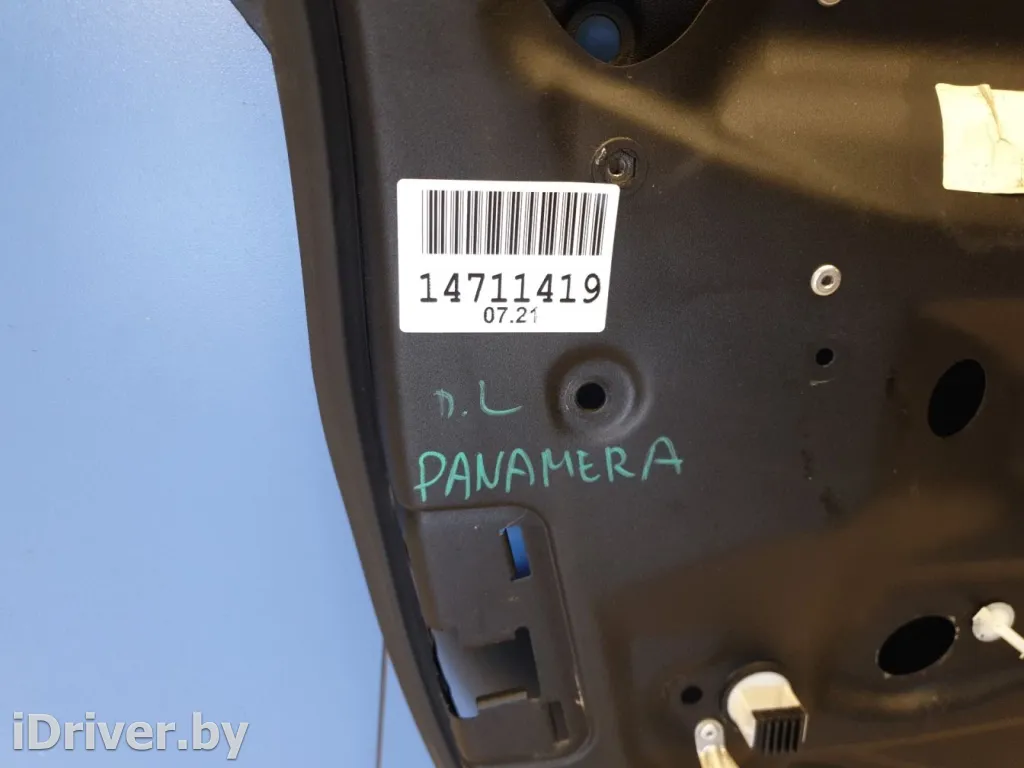 14711419
07.21
D.L
PANAMERA
iDriver.by